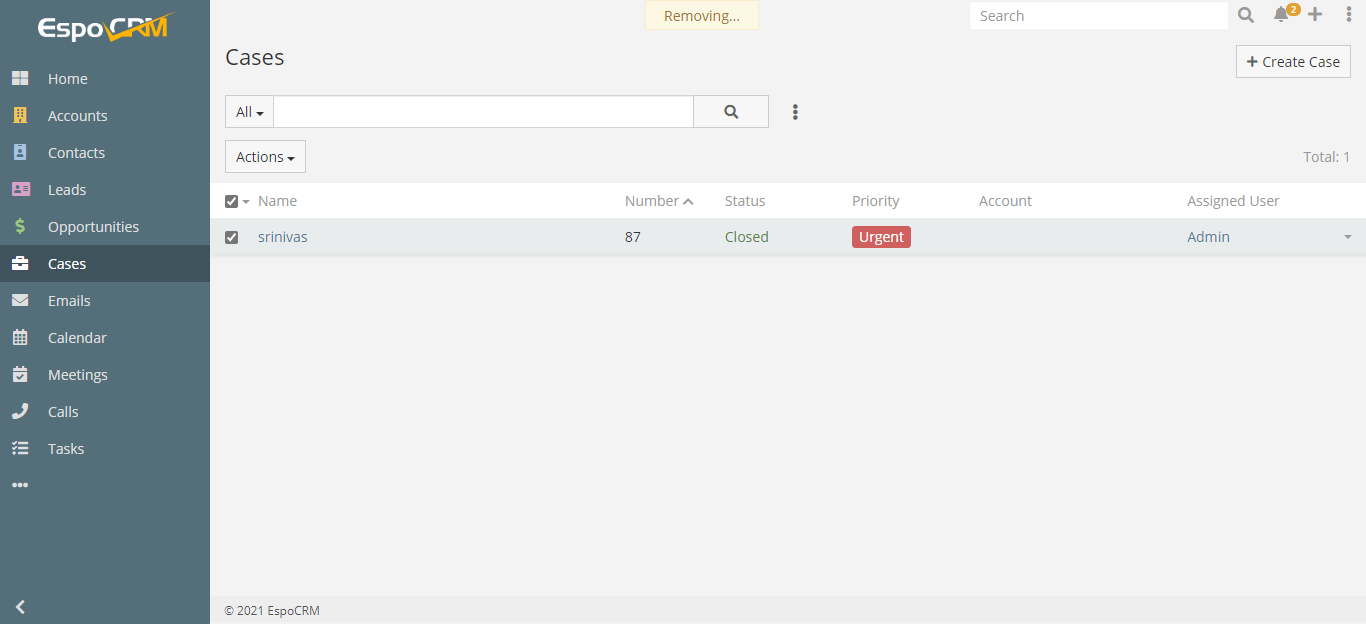 EspoCRM
Removing...
Search
2
Home
Accounts
Contacts
Leads
Opportunities
Cases
Emails
Calendar
Meetings
Calls
Tasks
Cases
+ Create Case
All
Actions
Total: 1
Name Number Status Priority Account Assigned User
srinivas 87 Closed Urgent Admin
© 2021 EspoCRM